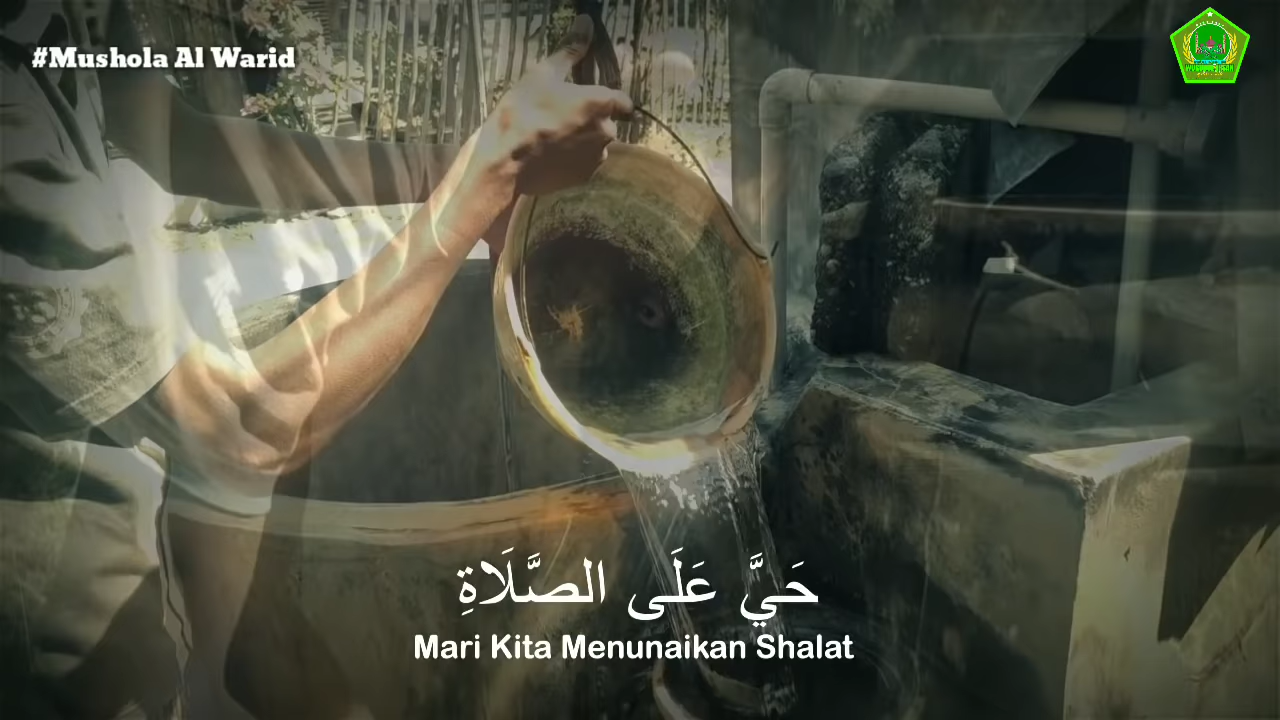 #Mushola Al Warid
حَيَّ عَلَى الصَّلَاةِ
Mari Kita Menunaikan Shalat